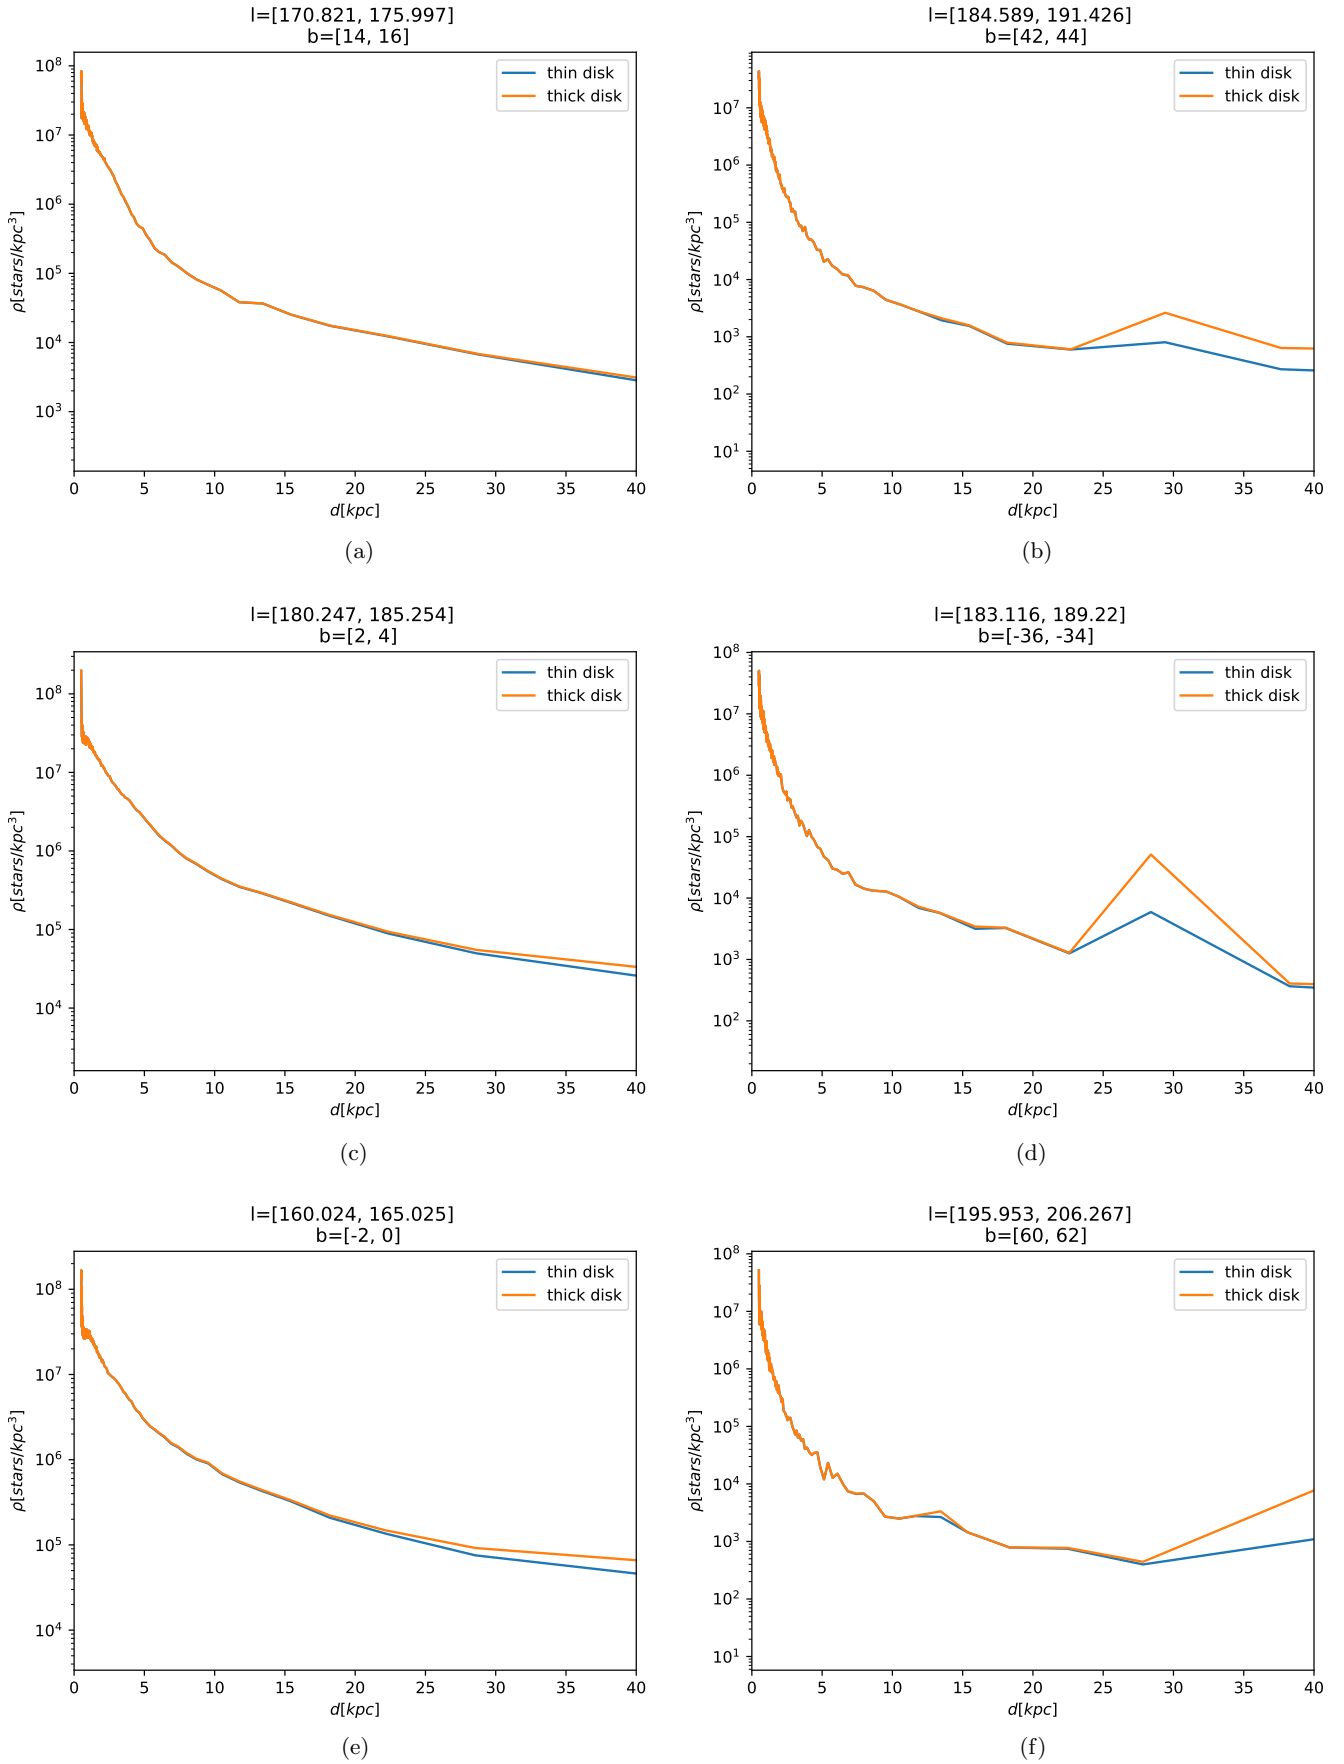 l=[170.821, 175.997]
b=[14, 16]
thin disk
thick disk
10^8
10^7
10^6
10^5
10^4
10^3
ρ[stars/kpc^3]
0 5 10 15 20 25 30 35 40
d[kpc]
(a)
l=[184.589, 191.426]
b=[42, 44]
thin disk
thick disk
10^7
10^6
10^5
10^4
10^3
10^2
10^1
ρ[stars/kpc^3]
0 5 10 15 20 25 30 35 40
d[kpc]
(b)
l=[180.247, 185.254]
b=[2, 4]
thin disk
thick disk
10^8
10^7
10^6
10^5
10^4
ρ[stars/kpc^3]
0 5 10 15 20 25 30 35 40
d[kpc]
(c)
l=[183.116, 189.22]
b=[-36, -34]
thin disk
thick disk
10^8
10^7
10^6
10^5
10^4
10^3
10^2
ρ[stars/kpc^3]
0 5 10 15 20 25 30 35 40
d[kpc]
(d)
l=[160.024, 165.025]
b=[-2, 0]
thin disk
thick disk
10^8
10^7
10^6
10^5
10^4
ρ[stars/kpc^3]
0 5 10 15 20 25 30 35 40
d[kpc]
(e)
l=[195.953, 206.267]
b=[60, 62]
thin disk
thick disk
10^8
10^7
10^6
10^5
10^4
10^3
10^2
10^1
ρ[stars/kpc^3]
0 5 10 15 20 25 30 35 40
d[kpc]
(f)